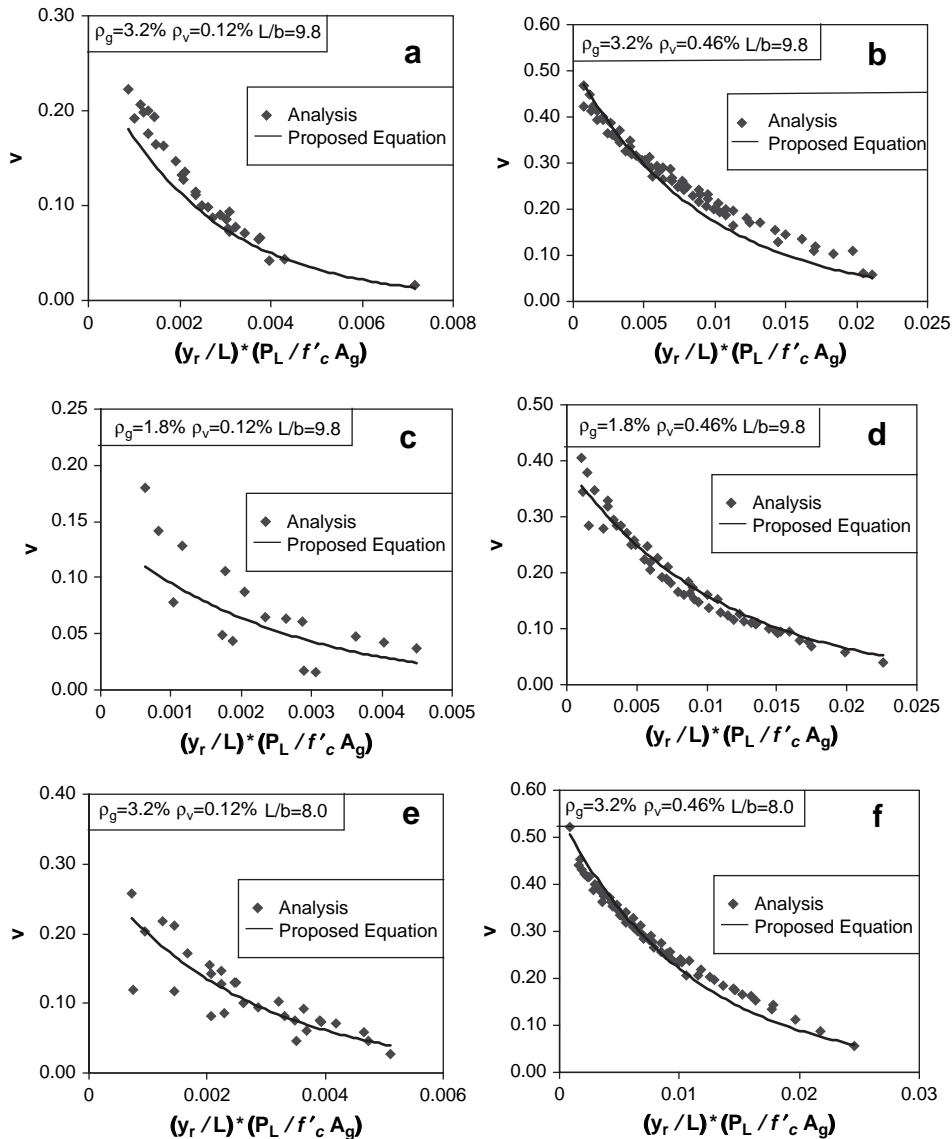 ρg=3.2% ρv=0.12% L/b=9.8
a
0.30
0.20
0.10
0.00
v
Analysis
Proposed Equation
0 0.002 0.004 0.006 0.008
(yr /L)*(PL /f'c Ag)
ρg=3.2% ρv=0.46% L/b=9.8
b
0.60
0.50
0.40
0.30
0.20
0.10
0.00
v
Analysis
Proposed Equation
0 0.005 0.01 0.015 0.02 0.025
(yr /L)*(PL /f'c Ag)
ρg=1.8% ρv=0.12% L/b=9.8
c
0.25
0.20
0.15
0.10
0.05
0.00
v
Analysis
Proposed Equation
0 0.001 0.002 0.003 0.004 0.005
(yr /L)*(PL /f'c Ag)
ρg=1.8% ρv=0.46% L/b=9.8
d
0.50
0.40
0.30
0.20
0.10
0.00
v
Analysis
Proposed Equation
0 0.005 0.01 0.015 0.02 0.025
(yr /L)*(PL /f'c Ag)
ρg=3.2% ρv=0.12% L/b=8.0
e
0.40
0.30
0.20
0.10
0.00
v
Analysis
Proposed Equation
0 0.002 0.004 0.006
(yr /L)*(PL /f'c Ag)
ρg=3.2% ρv=0.46% L/b=8.0
f
0.60
0.50
0.40
0.30
0.20
0.10
0.00
v
Analysis
Proposed Equation
0 0.01 0.02 0.03
(yr /L)*(PL /f'c Ag)